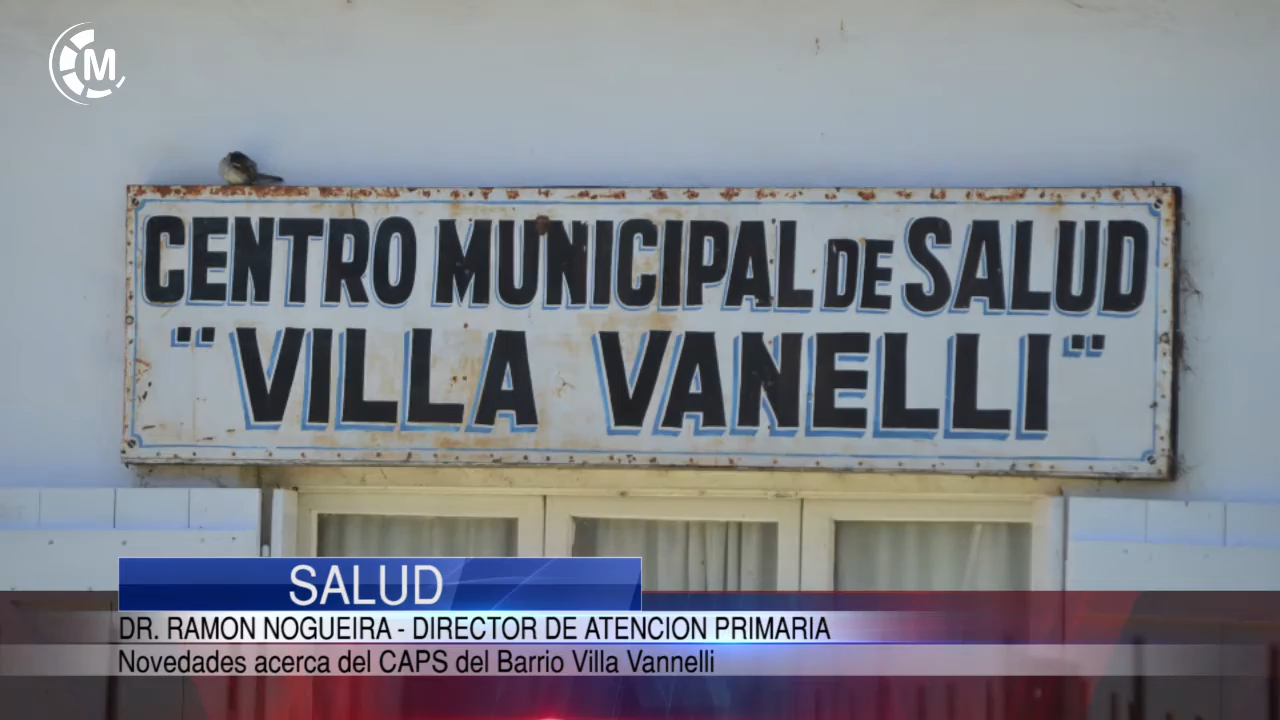 M
CENTRO MUNICIPAL DE SALUD
"VILLA VANELLI"
SALUD
DR. RAMON NOGUEIRA - DIRECTOR DE ATENCION PRIMARIA
Novedades acerca del CAPS del Barrio Villa Vannelli